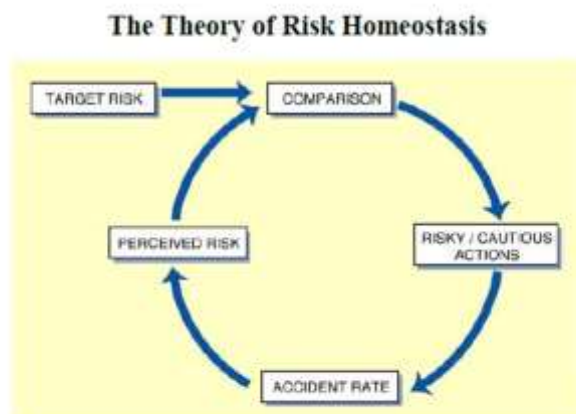 The Theory of Risk Homeostasis
TARGET RISK
COMPARISON
PERCEIVED RISK
RISKY / CAUTIOUS
ACTIONS
ACCIDENT RATE